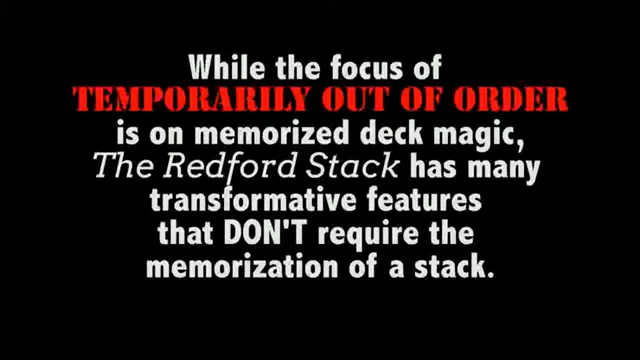 While the focus of
TEMPORARILY OUT OF ORDER
is on memorized deck magic,
The Redford Stack has many
transformative features
that DON'T require the
memorization of a stack.